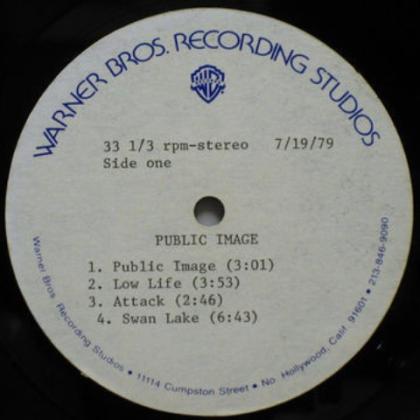 WARNER BROS. RECORDING STUDIOS
33 1/3 rpm-stereo 7/19/79
Side one
PUBLIC IMAGE
1. Public Image (3:01)
2. Low Life (3:53)
3. Attack (2:46)
4. Swan Lake (6:43)
Warner Bros. Recording Studios • 11114 Cumpston Street • No. Hollywood, Calif. 91601 • 213-846-9090